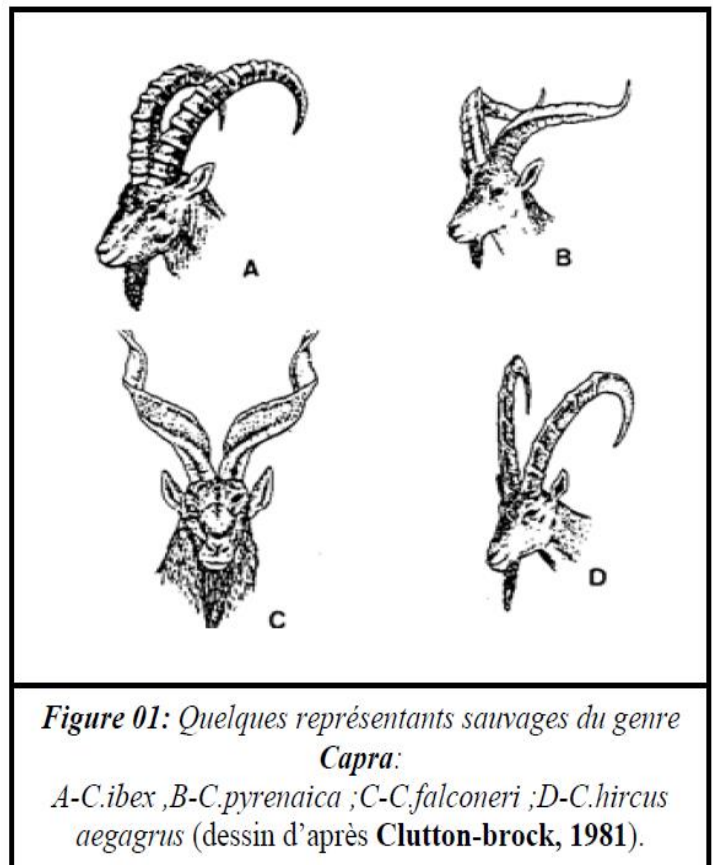 A
B
C
D
Figure 01: Quelques représentants sauvages du genre
Capra:
A-C.ibex ,B-C.pyrenaica ;C-C.falconeri ;D-C.hircus
aegagrus (dessin d’après Clutton-brock, 1981).